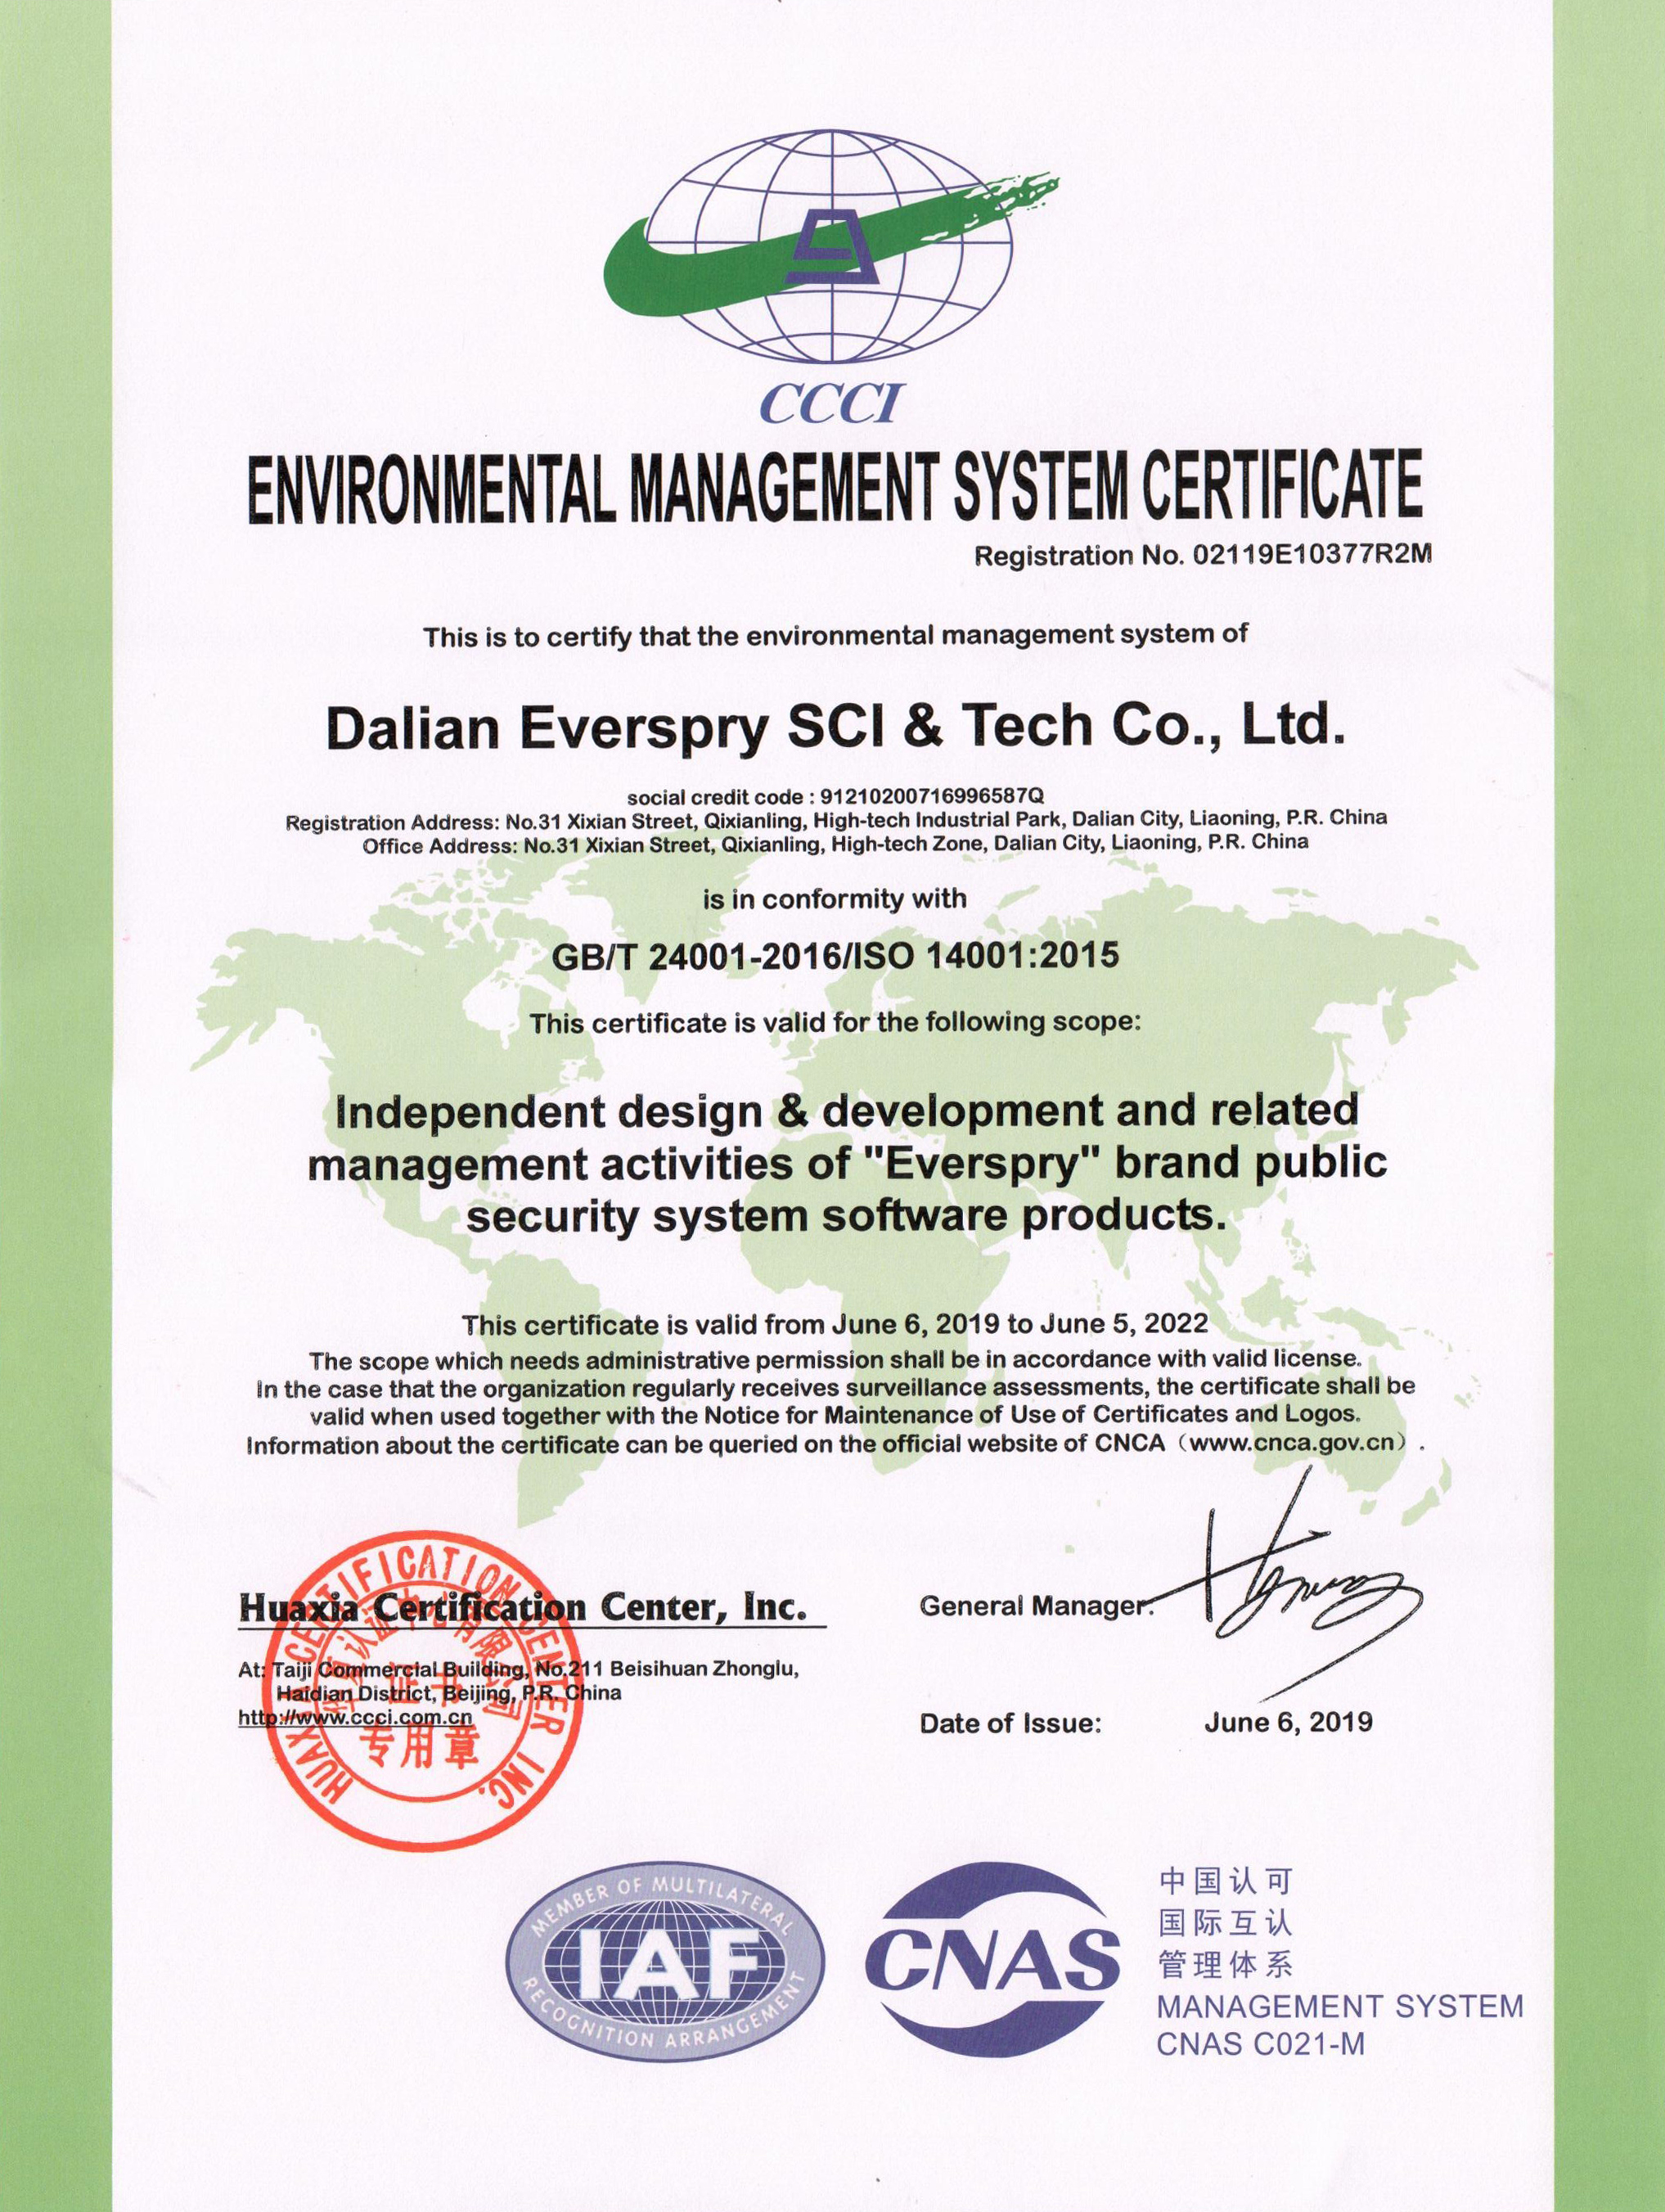 CCCI
ENVIRONMENTAL MANAGEMENT SYSTEM CERTIFICATE
Registration No. 02119E10377R2M
This is to certify that the environmental management system of
Dalian Everspry SCI & Tech Co., Ltd.
social credit code : 91210200716996587Q
Registration Address: No.31 Xixian Street, Qixianling, High-tech Industrial Park, Dalian City, Liaoning, P.R. China
Office Address: No.31 Xixian Street, Qixianling, High-tech Zone, Dalian City, Liaoning, P.R. China
is in conformity with
GB/T 24001-2016/ISO 14001:2015
This certificate is valid for the following scope:
Independent design & development and related
management activities of "Everspry" brand public
security system software products.
This certificate is valid from June 6, 2019 to June 5, 2022
The scope which needs administrative permission shall be in accordance with valid license.
In the case that the organization regularly receives surveillance assessments, the certificate shall be
valid when used together with the Notice for Maintenance of Use of Certificates and Logos.
Information about the certificate can be queried on the official website of CNCA（www.cnca.gov.cn）.
Huaxia Certification Center, Inc.
At: Taiji Commercial Building, No.211 Beisihuan Zhonglu,
Haidian District, Beijing, P.R. China
http://www.ccci.com.cn
HUAXIA CERTIFICATION CENTER INC.
华夏认证中心有限公司
证书
专用章
General Manager:
Date of Issue: June 6, 2019
MEMBER OF MULTILATERAL
IAF
RECOGNITION ARRANGEMENT
CNAS
中国认可
国际互认
管理体系
MANAGEMENT SYSTEM
CNAS C021-M